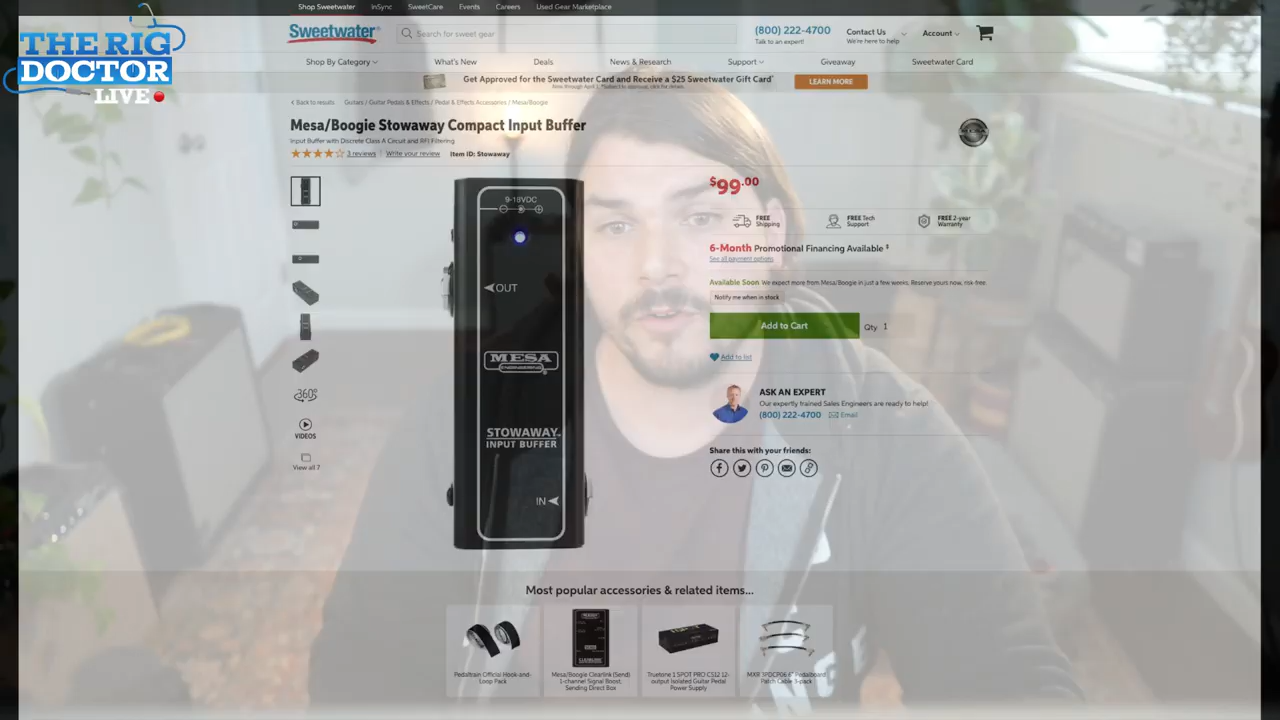 Shop Sweetwater InSync SweetCare Events Careers Used Gear Marketplace
THE RIG
DOCTOR
LIVE
Sweetwater
Search for sweet gear
(800) 222-4700
Talk to an expert!
Contact Us
We're here to help
Account
Shop By Category What's New Deals News & Research Support Giveaway Sweetwater Card
Get Approved for the Sweetwater Card and Receive a $25 Sweetwater Gift Card
LEARN MORE
Back to results Guitars / Guitar Pedals & Effects / Pedal & Effects Accessories / Mesa/Boogie
Mesa/Boogie Stowaway Compact Input Buffer
Input Buffer with Discrete Class A Circuit and RFI Filtering
3 reviews Write your review Item ID: Stowaway
MESA
$99.00
9-18VDC
FREE
Shipping
FREE Tech
Support
FREE 2-year
Warranty
6-Month Promotional Financing Available
See all payment options
OUT
Available Soon We expect more from Mesa/Boogie in just a few weeks. Reserve yours now, risk-free.
Notify me when in stock
Add to Cart
Qty 1
Add to list
MESA
ENGINEERING
360°
ASK AN EXPERT
Our expertly trained Sales Engineers are ready to help!
(800) 222-4700 Email
VIDEOS
STOWAWAY
INPUT BUFFER
View all 7
Share this with your friends:
IN
Most popular accessories & related items...
Pedaltrain Official Hook-and-
Loop Pack
Mesa/Boogie Clearlink (Send)
1-channel Signal Boost,
Sending Direct Box
Truetone 1 SPOT PRO CS12 12-
output Isolated Guitar Pedal
Power Supply
MXR 3PDCP06 6" Pedalboard
Patch Cable 3-pack